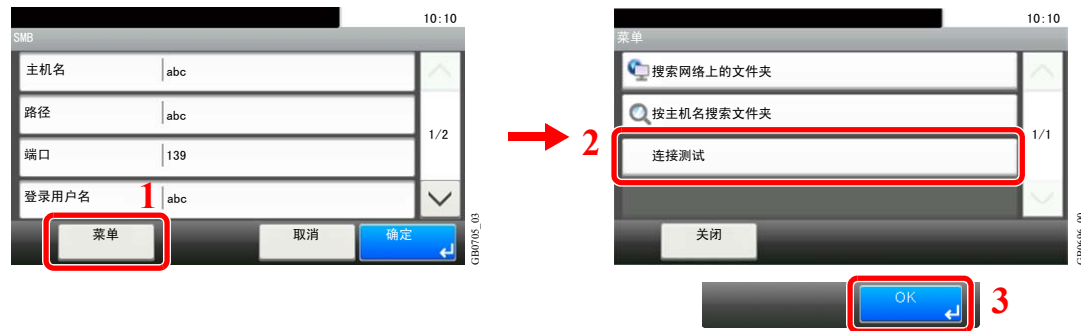 10:10
SMB
主机名 abc
路径 abc
端口 139
登录用户名 abc
1/2
1
菜单 取消 确定
GB0705_03
10:10
菜单
搜索网络上的文件夹
按主机名搜索文件夹
1/1
2
连接测试
关闭
GB0696_00
OK
3